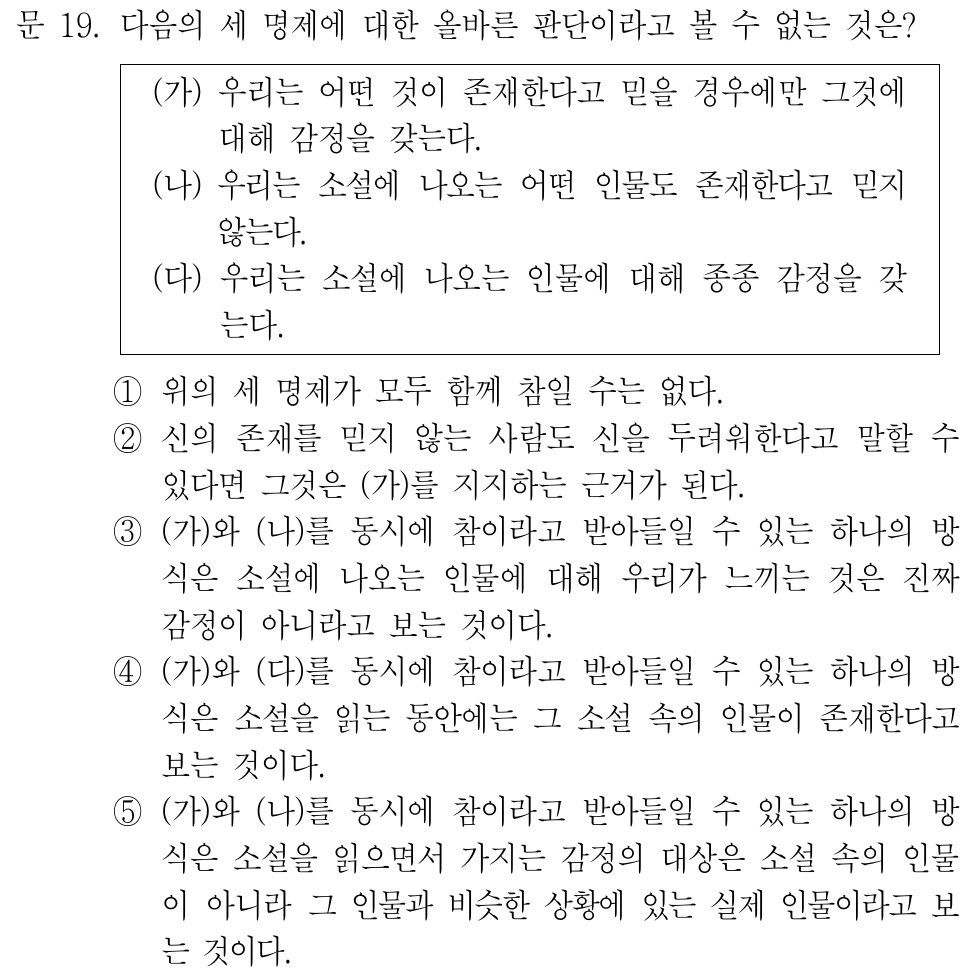 문 19. 다음의 세 명제에 대한 올바른 판단이라고 볼 수 없는 것은?
(가) 우리는 어떤 것이 존재한다고 믿을 경우에만 그것에
대해 감정을 갖는다.
(나) 우리는 소설에 나오는 어떤 인물도 존재한다고 믿지
않는다.
(다) 우리는 소설에 나오는 인물에 대해 종종 감정을 갖
는다.
① 위의 세 명제가 모두 함께 참일 수는 없다.
② 신의 존재를 믿지 않는 사람도 신을 두려워한다고 말할 수
있다면 그것은 (가)를 지지하는 근거가 된다.
③ (가)와 (나)를 동시에 참이라고 받아들일 수 있는 하나의 방
식은 소설에 나오는 인물에 대해 우리가 느끼는 것은 진짜
감정이 아니라고 보는 것이다.
④ (가)와 (다)를 동시에 참이라고 받아들일 수 있는 하나의 방
식은 소설을 읽는 동안에는 그 소설 속의 인물이 존재한다고
보는 것이다.
⑤ (가)와 (나)를 동시에 참이라고 받아들일 수 있는 하나의 방
식은 소설을 읽으면서 가지는 감정의 대상은 소설 속의 인물
이 아니라 그 인물과 비슷한 상황에 있는 실제 인물이라고 보
는 것이다.